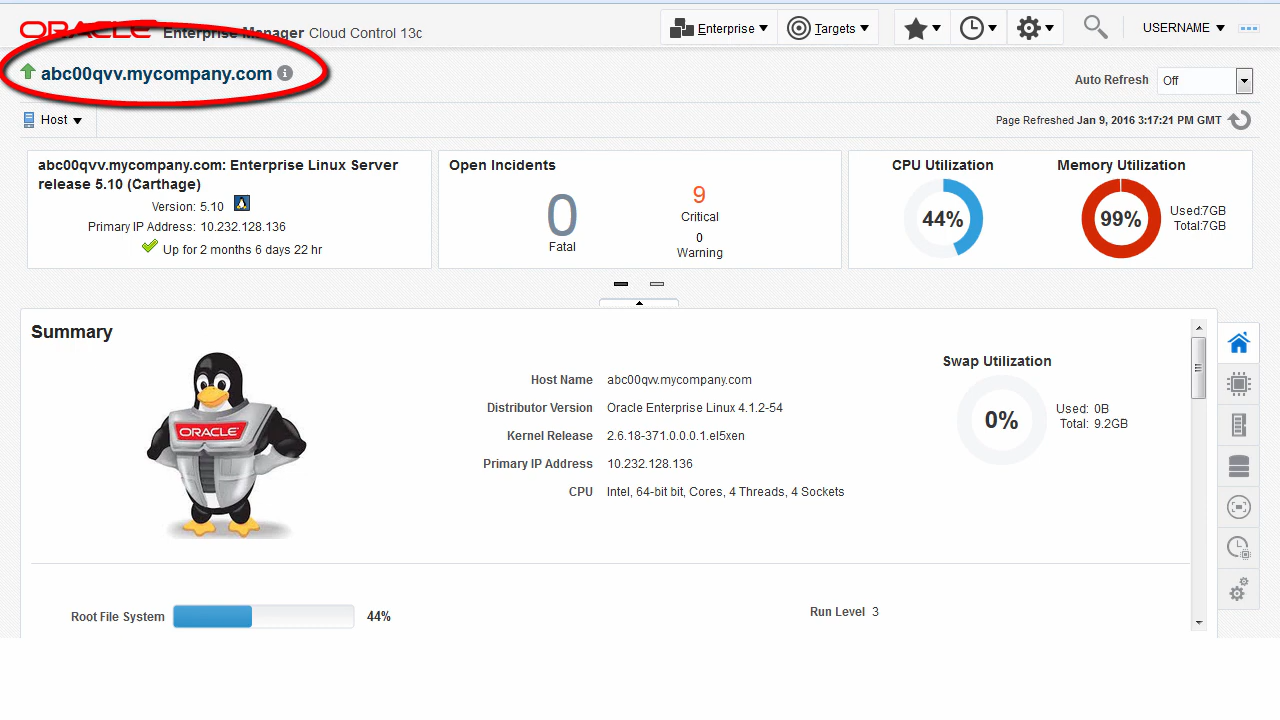 ORACLE Enterprise Manager Cloud Control 13c
Enterprise Targets USERNAME
abc00qvv.mycompany.com
Auto Refresh Off
Host
Page Refreshed Jan 9, 2016 3:17:21 PM GMT
abc00qvv.mycompany.com: Enterprise Linux Server
release 5.10 (Carthage)
Version: 5.10
Primary IP Address: 10.232.128.136
Up for 2 months 6 days 22 hr
Open Incidents
0
Fatal
9
Critical
0
Warning
CPU Utilization
44%
Memory Utilization
99%
Used:7GB
Total:7GB
Summary
ORACLE
Host Name abc00qvv.mycompany.com
Distributor Version Oracle Enterprise Linux 4.1.2-54
Kernel Release 2.6.18-371.0.0.0.1.el5xen
Primary IP Address 10.232.128.136
CPU Intel, 64-bit bit, Cores, 4 Threads, 4 Sockets
Swap Utilization
0%
Used: 0B
Total: 9.2GB
Root File System 44%
Run Level 3